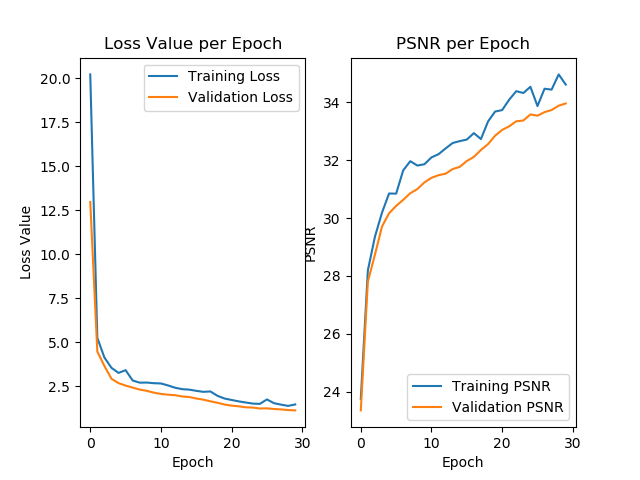 Loss Value per Epoch
Training Loss
Validation Loss
20.0
17.5
15.0
12.5
10.0
7.5
5.0
2.5
0
10
20
30
Loss Value
Epoch
PSNR per Epoch
34
32
30
28
26
24
Training PSNR
Validation PSNR
0
10
20
30
PSNR
Epoch